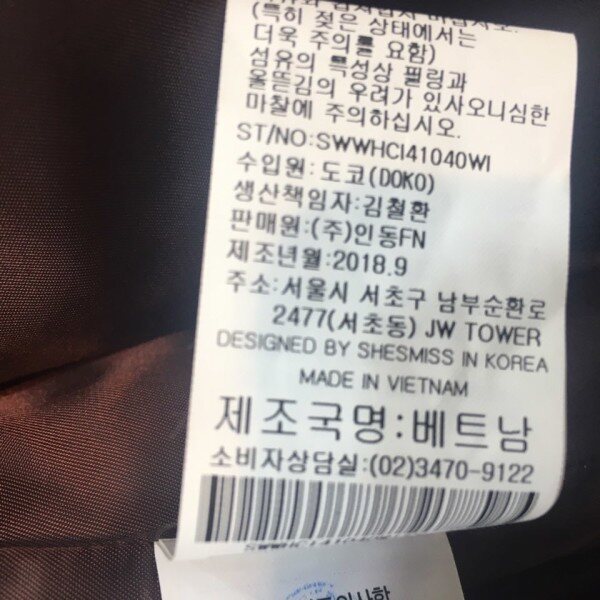 (특히 젖은 상태에서는
더욱 주의를 요함)
섬유의 특성상 필링과
올뜯김의 우려가 있사오니심한
마찰에 주의하십시오.
ST/NO:SWWHCI41040WI
수입원:도코(DOKO)
생산책임자:김철환
판매원:(주)인동FN
제조년월:2018.9
주소:서울시 서초구 남부순환로
2477(서초동) JW TOWER
DESIGNED BY SHESMISS IN KOREA
MADE IN VIETNAM
제조국명:베트남
소비자상담실:(02)3470-9122